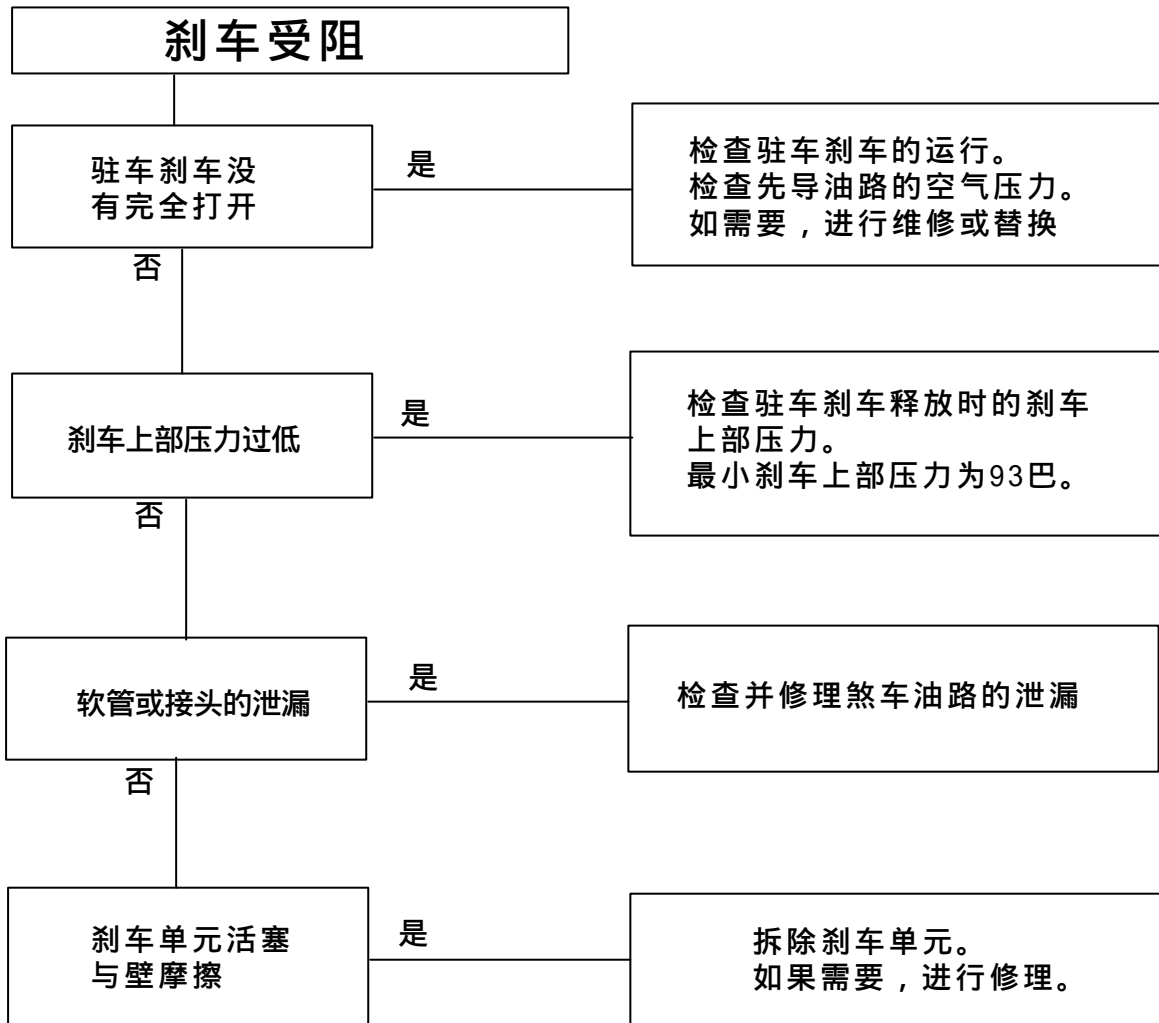 刹车受阻
驻车刹车没
有完全打开
是
检查驻车刹车的运行。
检查先导油路的空气压力。
如需要，进行维修或替换
否
刹车上部压力过低
是
检查驻车刹车释放时的刹车
上部压力。
最小刹车上部压力为93巴。
否
软管或接头的泄漏
是
检查并修理煞车油路的泄漏
否
刹车单元活塞
与壁摩擦
是
拆除刹车单元。
如果需要，进行修理。